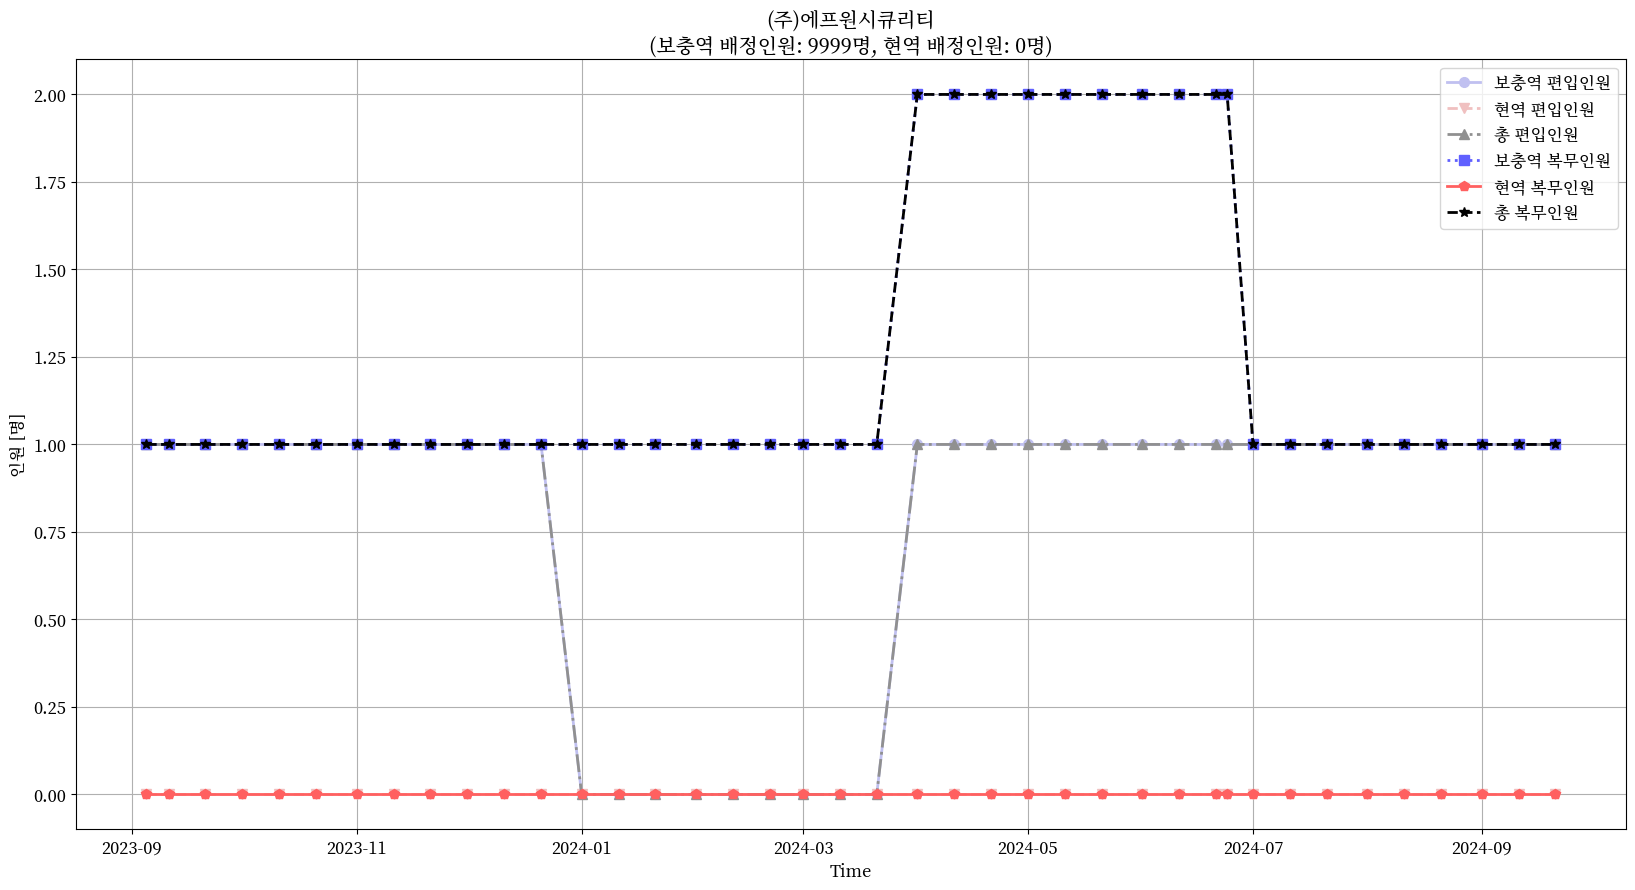 (주)에프원시큐리티
(보충역 배정인원: 9999명, 현역 배정인원: 0명)
보충역 편입인원
현역 편입인원
총 편입인원
보충역 복무인원
현역 복무인원
총 복무인원
인원 [명]
2.00
1.75
1.50
1.25
1.00
0.75
0.50
0.25
0.00
2023-09
2023-11
2024-01
2024-03
2024-05
2024-07
2024-09
Time